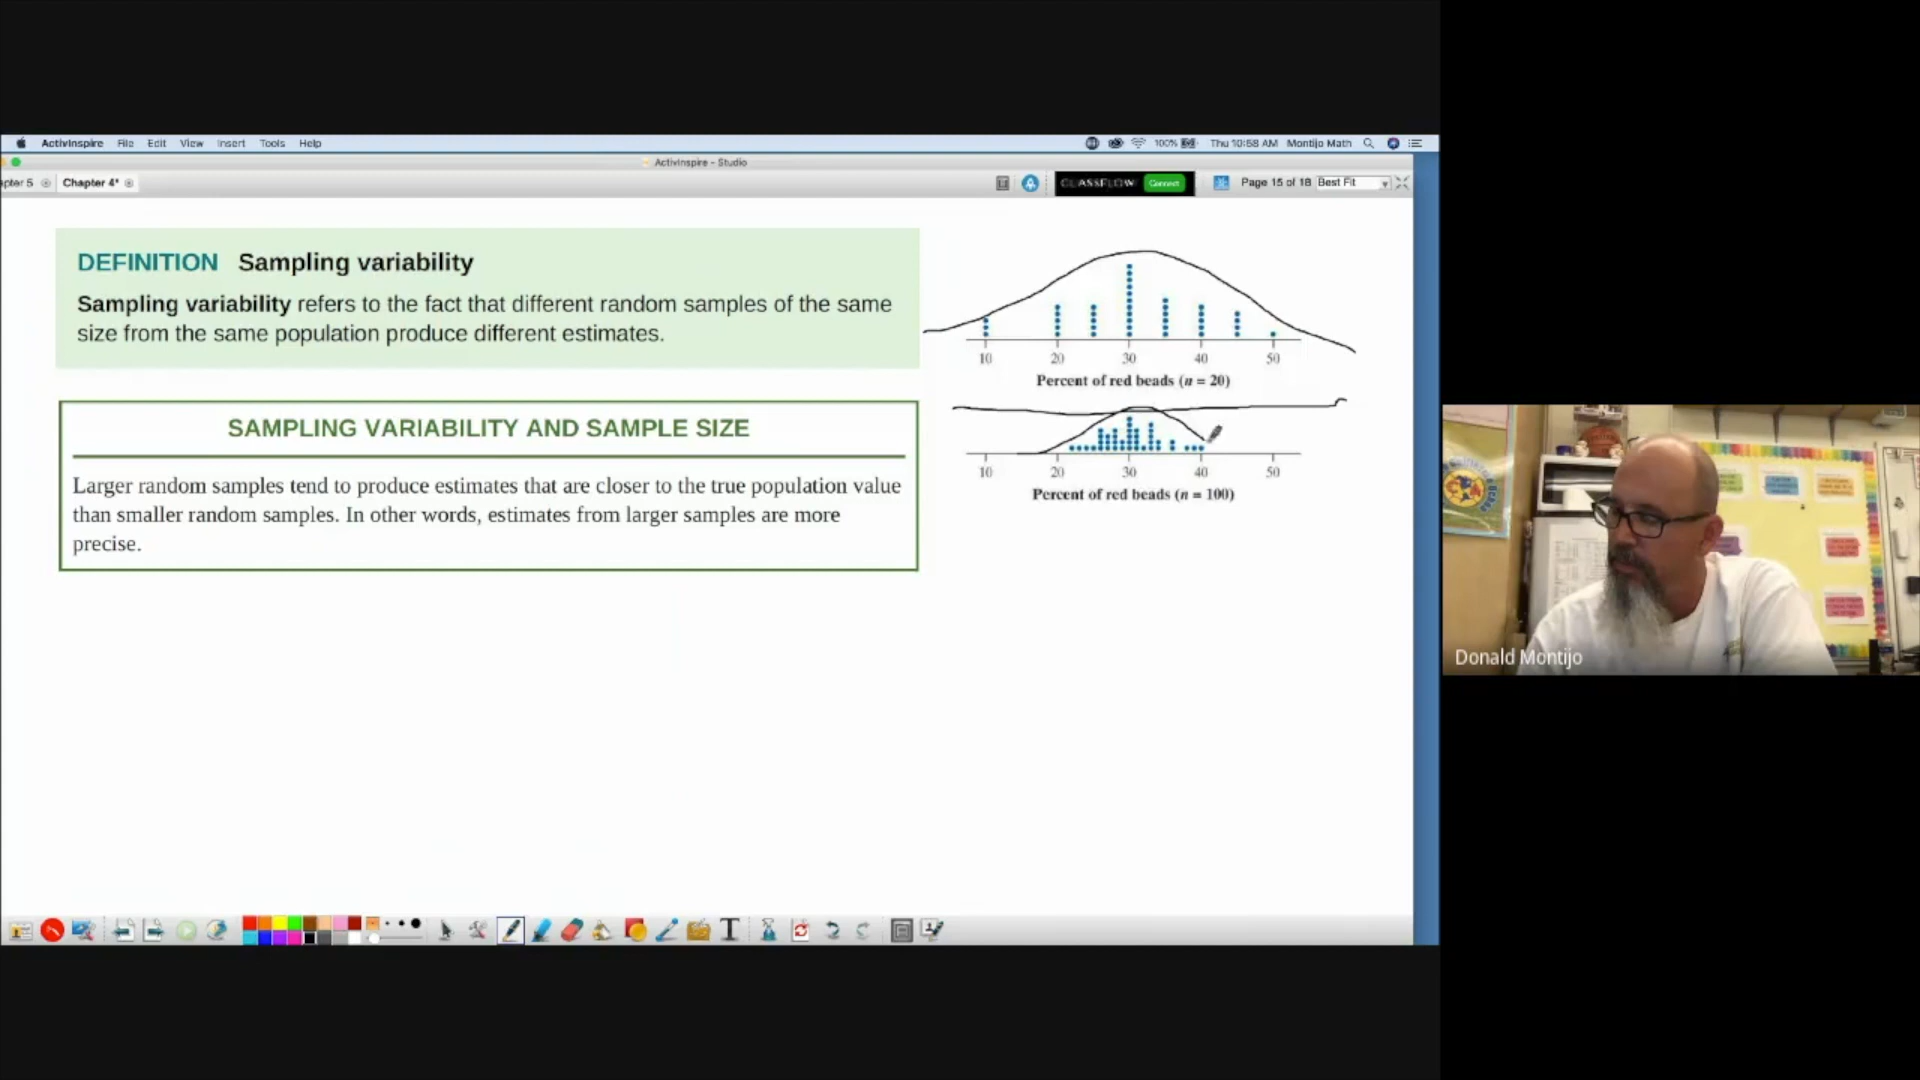 ActivInspire File Edit View Insert Tools Help 100% Thu 10:58 AM Montijo Math
ActivInspire - Studio
pter 5 Chapter 4* CLASSFLOW Connect Page 15 of 18 Best Fit
DEFINITION Sampling variability
Sampling variability refers to the fact that different random samples of the same
size from the same population produce different estimates.
10 20 30 40 50
Percent of red beads (n = 20)
SAMPLING VARIABILITY AND SAMPLE SIZE
Larger random samples tend to produce estimates that are closer to the true population value
than smaller random samples. In other words, estimates from larger samples are more
precise.
10 20 30 40 50
Percent of red beads (n = 100)
T
Donald Montijo